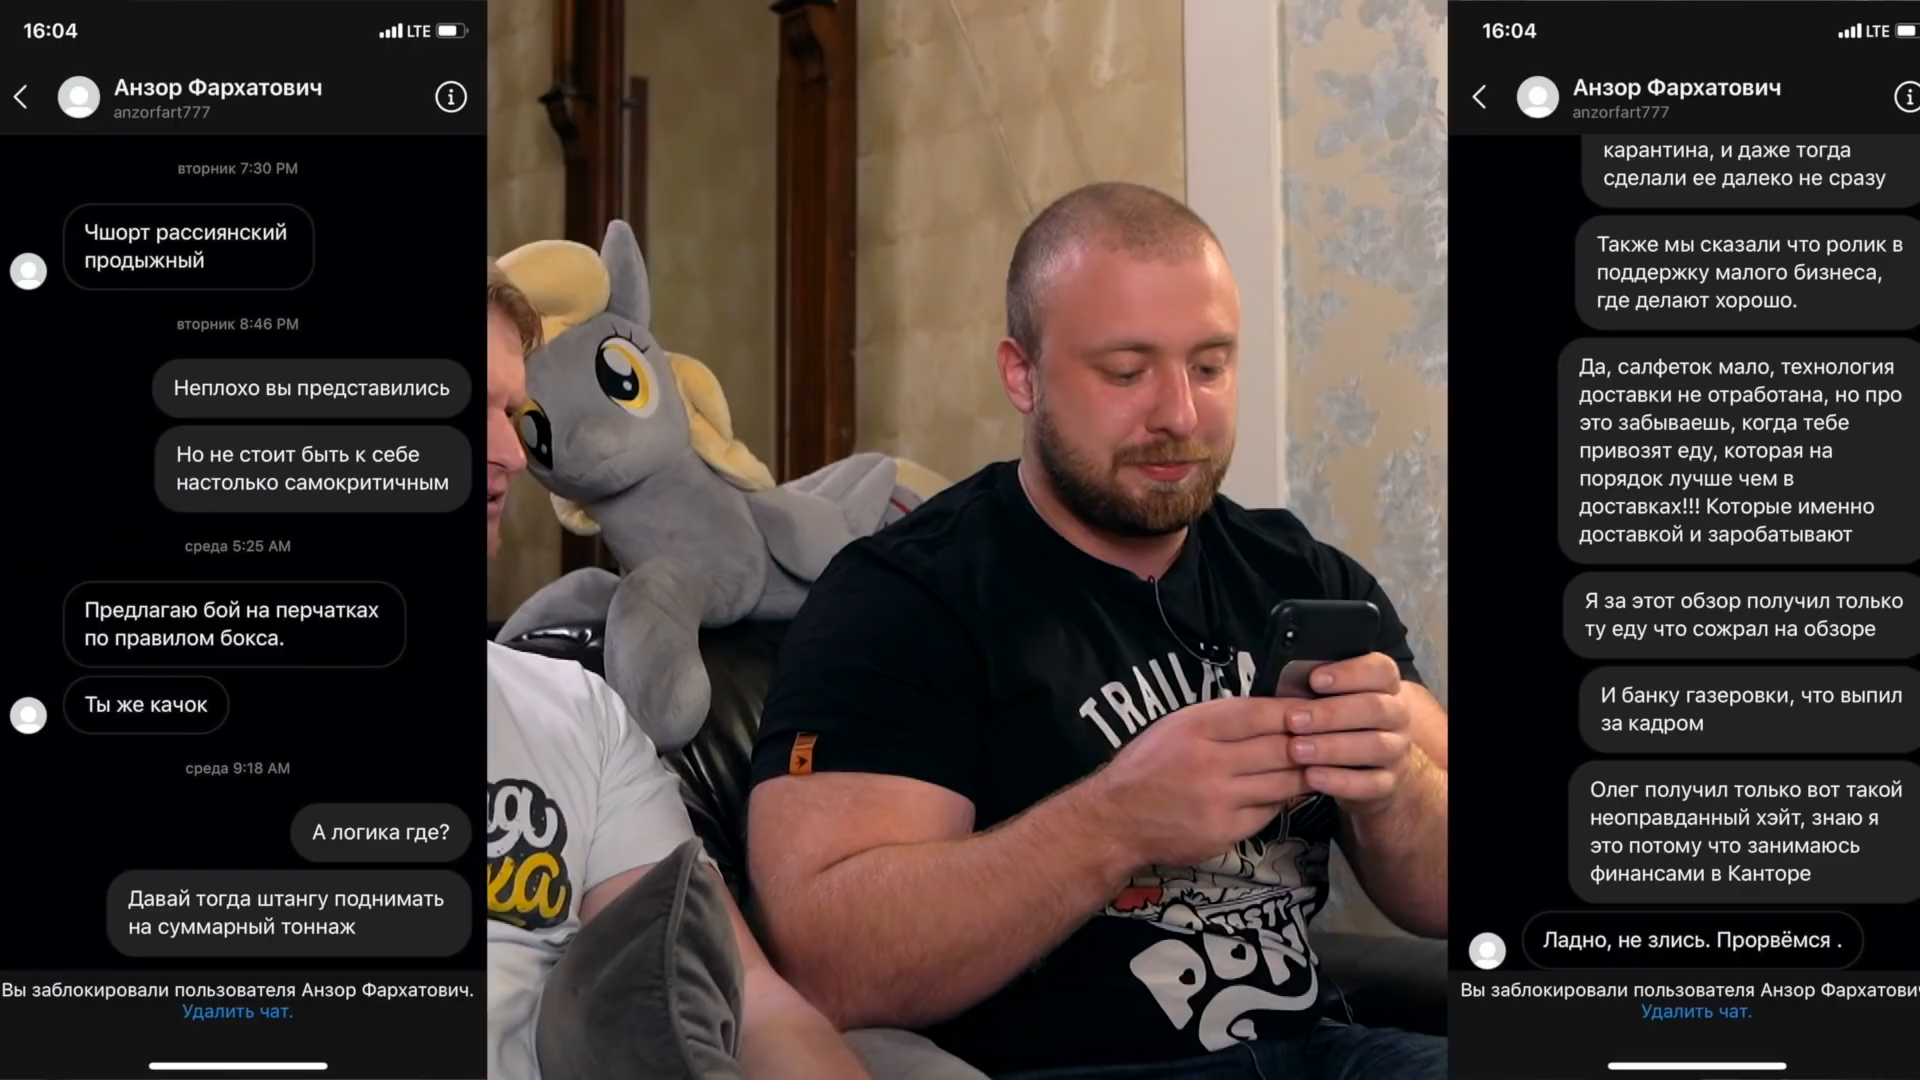 16:04
LTE
Анзор Фархатович
anzorfart777
вторник 7:30 PM
Чшорт рассиянский
продыжный
вторник 8:46 PM
Неплохо вы представились
Но не стоит быть к себе
настолько самокритичным
среда 5:25 AM
Предлагаю бой на перчатках
по правилом бокса.
Ты же качок
среда 9:18 AM
А логика где?
Давай тогда штангу поднимать
на суммарный тоннаж
Вы заблокировали пользователя Анзор Фархатович.
Удалить чат.
TRAILER
PONY
16:04
LTE
Анзор Фархатович
anzorfart777
карантина, и даже тогда
сделали ее далеко не сразу
Также мы сказали что ролик в
поддержку малого бизнеса,
где делают хорошо.
Да, салфеток мало, технология
доставки не отработана, но про
это забываешь, когда тебе
привозят еду, которая на
порядок лучше чем в
доставках!!! Которые именно
доставкой и заробатывают
Я за этот обзор получил только
ту еду что сожрал на обзоре
И банку газеровки, что выпил
за кадром
Олег получил только вот такой
неоправданный хэйт, знаю я
это потому что занимаюсь
финансами в Канторе
Ладно, не злись. Прорвёмся .
Вы заблокировали пользователя Анзор Фархатови
Удалить чат.